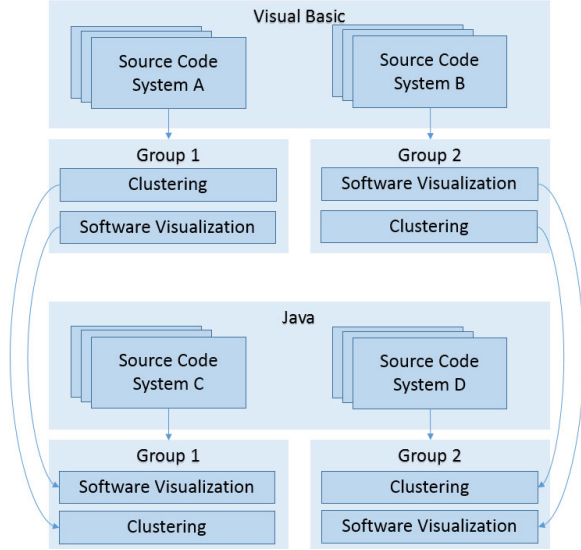 Visual Basic
Source Code
System A
Source Code
System B
Group 1
Clustering
Software Visualization
Group 2
Software Visualization
Clustering
Java
Source Code
System C
Source Code
System D
Group 1
Software Visualization
Clustering
Group 2
Clustering
Software Visualization